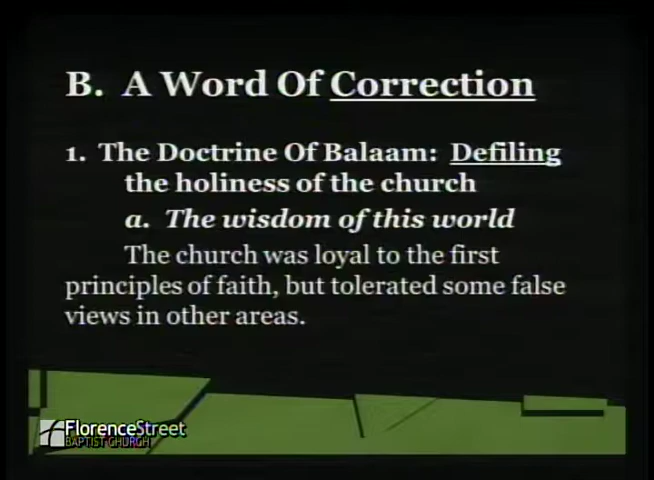 B. A Word Of Correction
1. The Doctrine Of Balaam: Defiling
the holiness of the church
a. The wisdom of this world
The church was loyal to the first
principles of faith, but tolerated some false
views in other areas.
FlorenceStreet
BAPTIST CHURCH